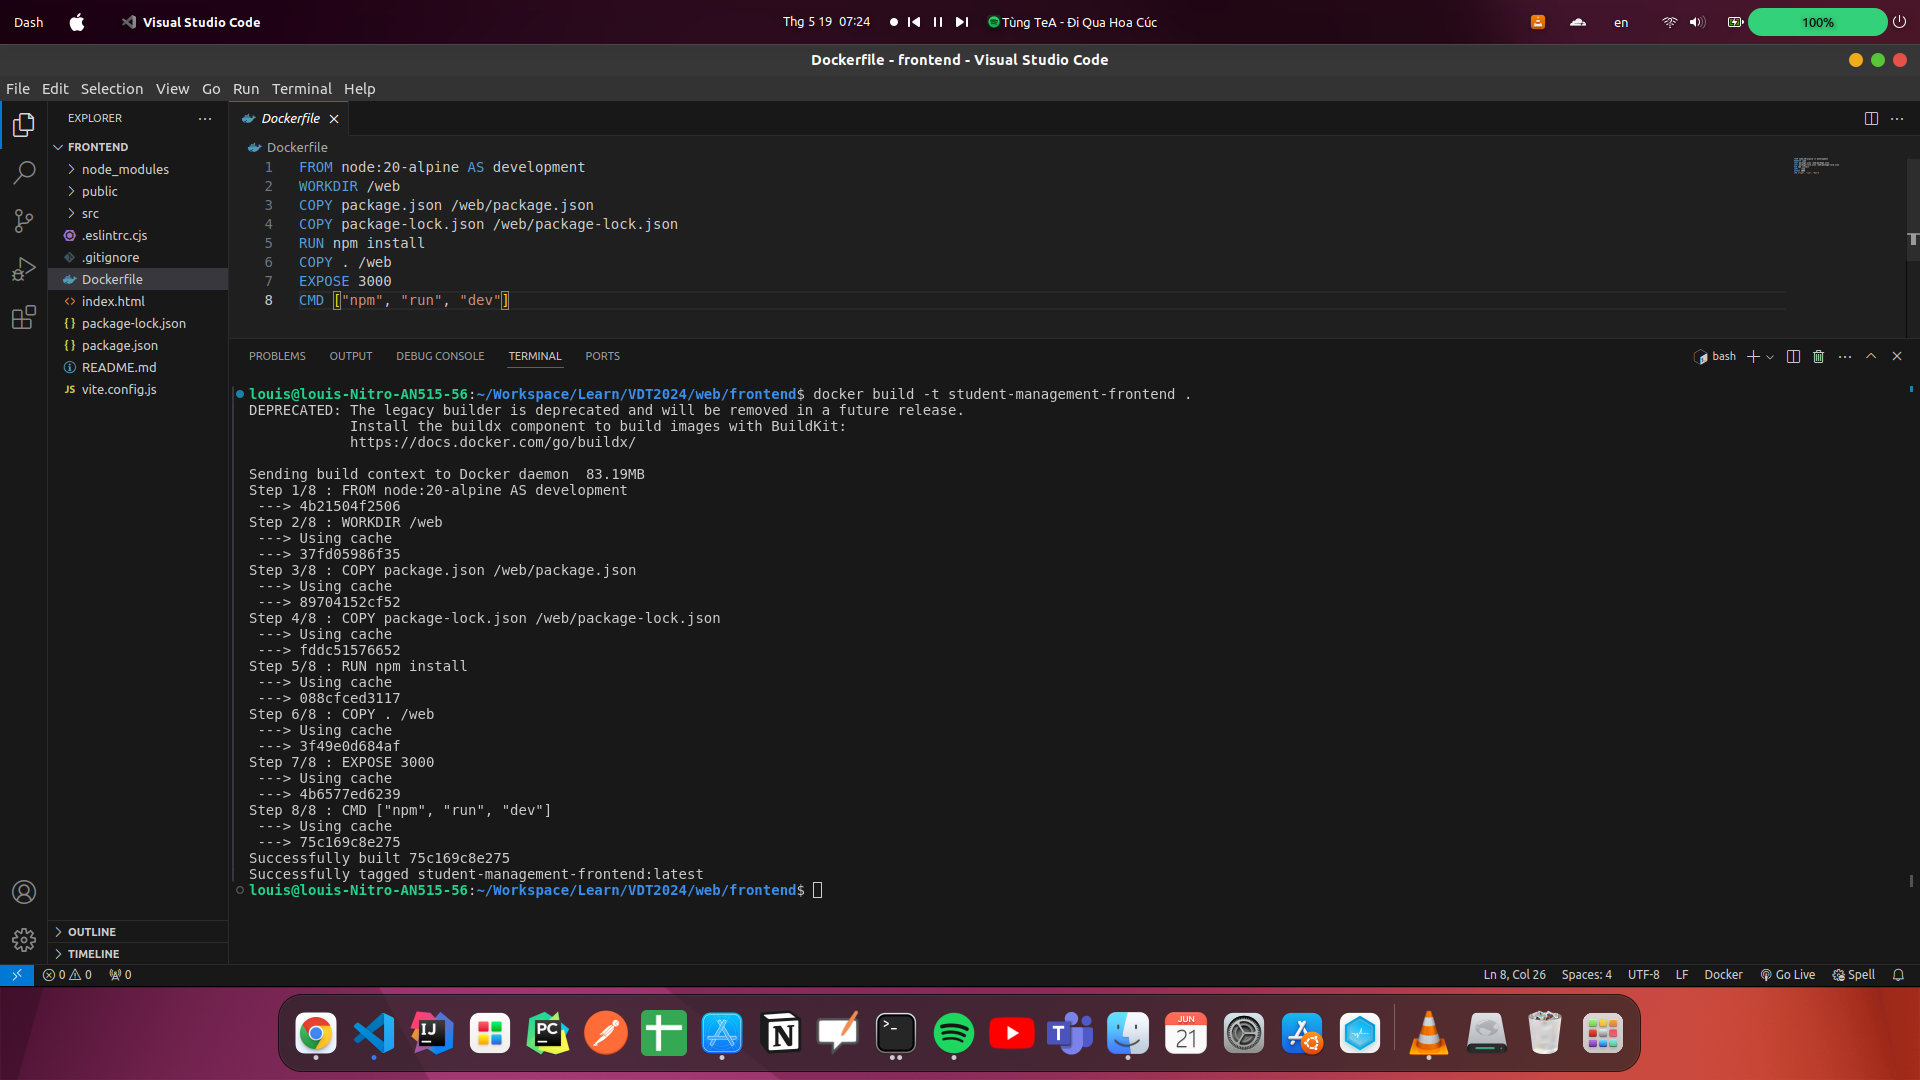 Dash
Visual Studio Code
Thg 5 19 07:24
Tùng TeA - Đi Qua Hoa Cúc
en
100%
Dockerfile - frontend - Visual Studio Code
File Edit Selection View Go Run Terminal Help
EXPLORER
FRONTEND
node_modules
public
src
.eslintrc.cjs
.gitignore
Dockerfile
index.html
{} package-lock.json
{} package.json
README.md
JS vite.config.js
OUTLINE
TIMELINE
Dockerfile
Dockerfile
1 FROM node:20-alpine AS development
2 WORKDIR /web
3 COPY package.json /web/package.json
4 COPY package-lock.json /web/package-lock.json
5 RUN npm install
6 COPY . /web
7 EXPOSE 3000
8 CMD ["npm", "run", "dev"]
PROBLEMS OUTPUT DEBUG CONSOLE TERMINAL PORTS
bash
louis@louis-Nitro-AN515-56:~/Workspace/Learn/VDT2024/web/frontend$ docker build -t student-management-frontend .
DEPRECATED: The legacy builder is deprecated and will be removed in a future release.
Install the buildx component to build images with BuildKit:
https://docs.docker.com/go/buildx/
Sending build context to Docker daemon 83.19MB
Step 1/8 : FROM node:20-alpine AS development
---> 4b21504f2506
Step 2/8 : WORKDIR /web
---> Using cache
---> 37fd05986f35
Step 3/8 : COPY package.json /web/package.json
---> Using cache
---> 89704152cf52
Step 4/8 : COPY package-lock.json /web/package-lock.json
---> Using cache
---> fddc51576652
Step 5/8 : RUN npm install
---> Using cache
---> 088cfced3117
Step 6/8 : COPY . /web
---> Using cache
---> 3f49e0d684af
Step 7/8 : EXPOSE 3000
---> Using cache
---> 4b6577ed6239
Step 8/8 : CMD ["npm", "run", "dev"]
---> Using cache
---> 75c169c8e275
Successfully built 75c169c8e275
Successfully tagged student-management-frontend:latest
louis@louis-Nitro-AN515-56:~/Workspace/Learn/VDT2024/web/frontend$
0 0 0
Ln 8, Col 26 Spaces: 4 UTF-8 LF Docker Go Live Spell
IJ
PC
N
T
JUN
21